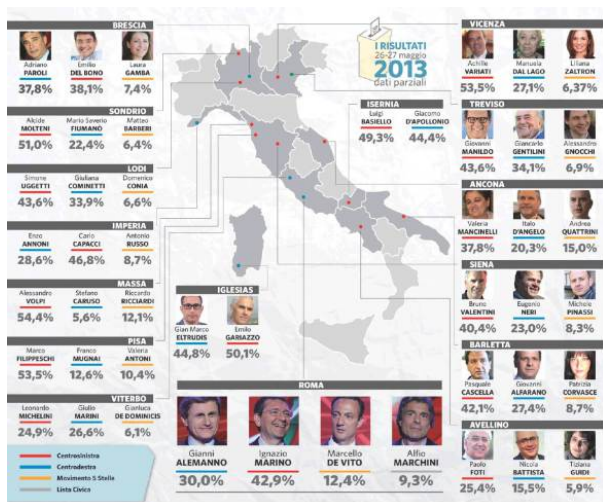 BRESCIA
Adriano PAROLI
37,8%
Emilio DEL BONO
38,1%
Laura GAMBA
7,4%
SONDRIO
Alcide MOLTENI
51,0%
Mario Saverio FIUMANÒ
22,4%
Matteo BARBERI
6,4%
LODI
Simone UGGETTI
43,6%
Giuliana COMINETTI
33,9%
Domenico CONIA
6,6%
IMPERIA
Enzo ANNONI
28,6%
Carlo CAPACCI
46,8%
Antonio RUSSO
8,7%
MASSA
Alessandro VOLPI
54,4%
Stefano CARUSO
5,6%
Riccardo RICCIARDI
12,1%
PISA
Marco FILIPPESCHI
53,5%
Franco MUGNAI
12,6%
Valeria ANTONI
10,4%
VITERBO
Leonardo MICHELINI
24,9%
Giulio MARINI
26,6%
Gianluca DE DOMINICIS
6,1%
Centrosinistra
Centrodestra
Movimento 5 Stelle
Lista Civica
I RISULTATI
26-27 maggio
2013
dati parziali
ISERNIA
Luigi BASIELLO
49,3%
Giacomo D'APOLLONIO
44,4%
IGLESIAS
Gian Marco ELTRUDIS
44,8%
Emilio GARIAZZO
50,1%
ROMA
Gianni ALEMANNO
30,0%
Ignazio MARINO
42,9%
Marcello DE VITO
12,4%
Alfio MARCHINI
9,3%
VICENZA
Achille VARIATI
53,5%
Manuela DAL LAGO
27,1%
Liliana ZALTRON
6,37%
TREVISO
Giovanni MANILDO
43,6%
Giancarlo GENTILINI
34,1%
Alessandro GNOCCHI
6,9%
ANCONA
Valeria MANCINELLI
37,8%
Italo D'ANGELO
20,3%
Andrea QUATTRINI
15,0%
SIENA
Bruno VALENTINI
40,4%
Eugenio NERI
23,0%
Michele PINASSI
8,3%
BARLETTA
Pasquale CASCELLA
42,1%
Giovanni ALFARANO
27,4%
Patrizia CORVASCE
8,7%
AVELLINO
Paolo FOTI
25,4%
Nicola BATTISTA
15,5%
Tiziana GUIDI
5,9%